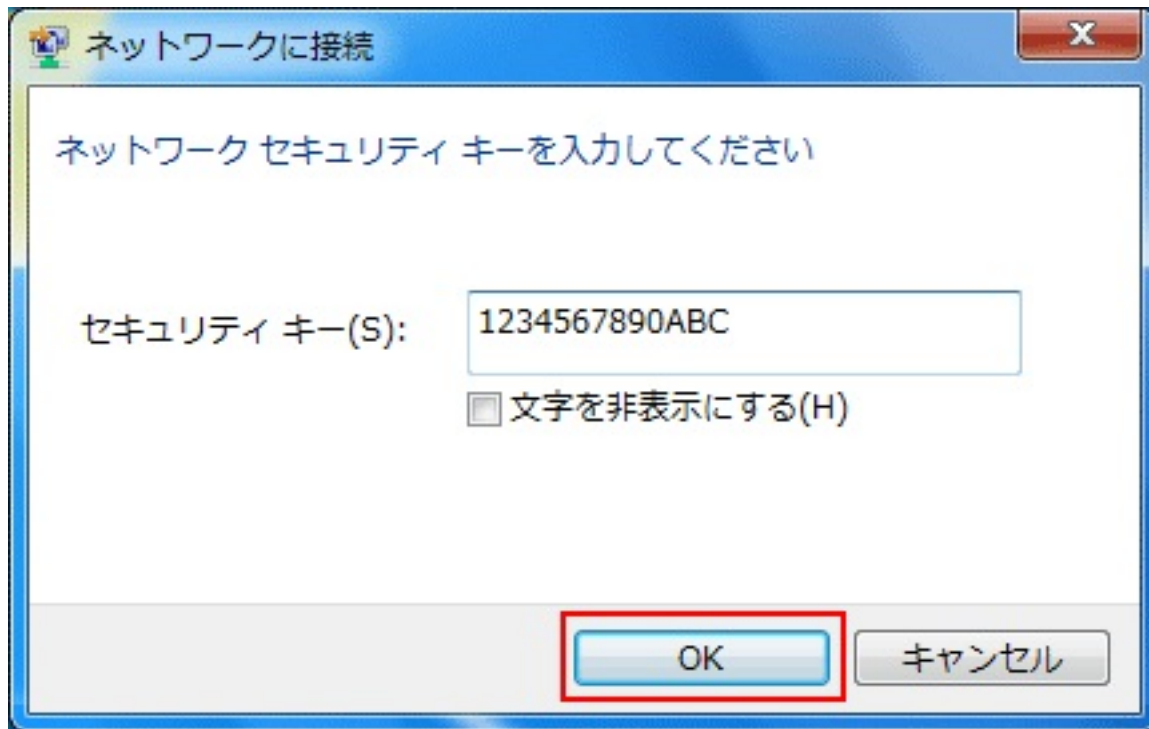 ネットワークに接続
ネットワーク セキュリティ キーを入力してください
セキュリティ キー(S): 1234567890ABC
文字を非表示にする(H)
OK キャンセル